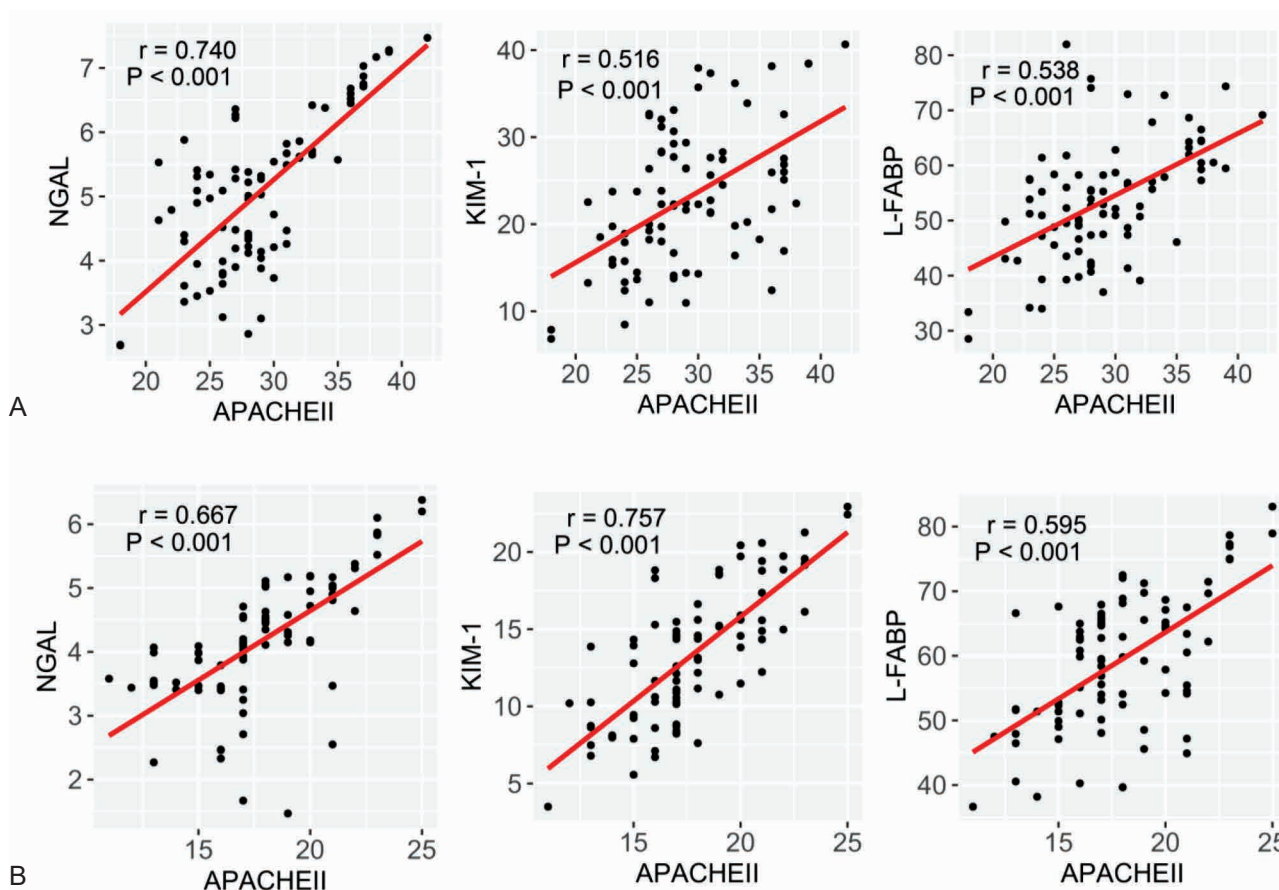 r = 0.740
P < 0.001
NGAL
7
6
5
4
3
20 25 30 35 40
APACHEII
r = 0.516
P < 0.001
KIM-1
40
30
20
10
20 25 30 35 40
APACHEII
r = 0.538
P < 0.001
L-FABP
80
70
60
50
40
30
20 25 30 35 40
APACHEII
A
r = 0.667
P < 0.001
NGAL
6
5
4
3
2
15 20 25
APACHEII
r = 0.757
P < 0.001
KIM-1
20
15
10
5
15 20 25
APACHEII
r = 0.595
P < 0.001
L-FABP
80
70
60
50
40
15 20 25
APACHEII
B